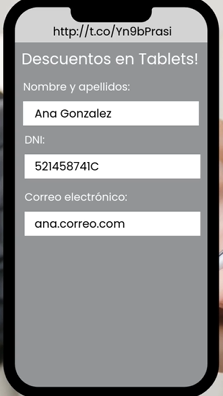 http://t.co/Yn9bPrasi
Descuentos en Tablets!
Nombre y apellidos:
Ana Gonzalez
DNI:
521458741C
Correo electrónico:
ana.correo.com